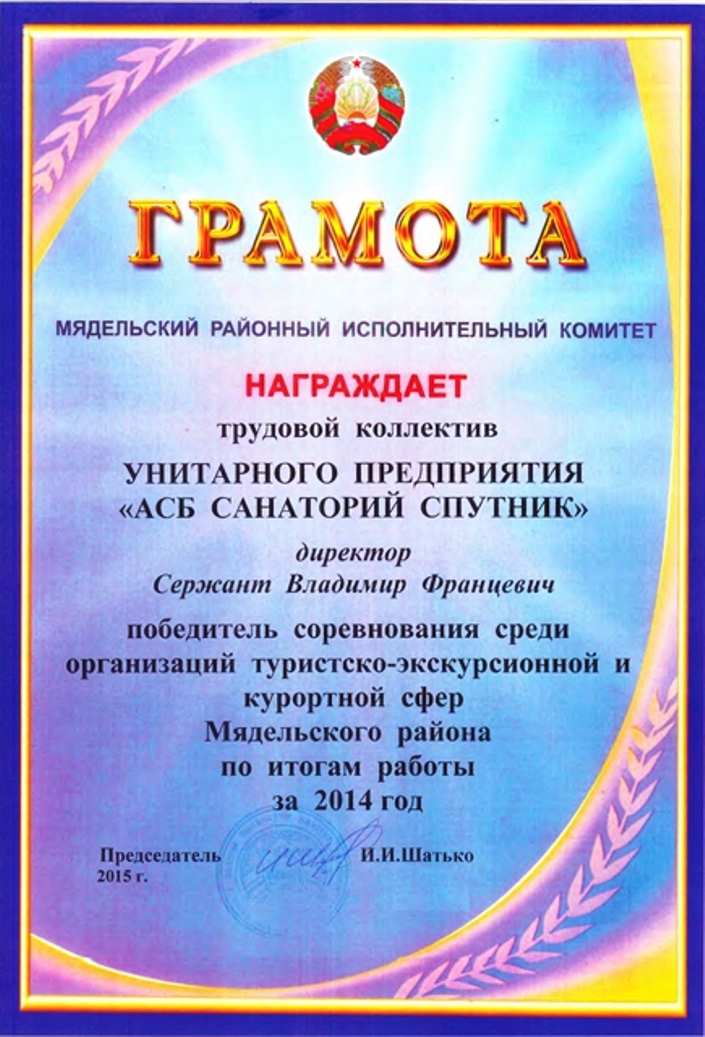 ГРАМОТА
МЯДЕЛЬСКИЙ РАЙОННЫЙ ИСПОЛНИТЕЛЬНЫЙ КОМИТЕТ
НАГРАЖДАЕТ
трудовой коллектив
УНИТАРНОГО ПРЕДПРИЯТИЯ
«АСБ САНАТОРИЙ СПУТНИК»
директор
Сержант Владимир Францевич
победитель соревнования среди
организаций туристско-экскурсионной и
курортной сфер
Мядельского района
по итогам работы
за 2014 год
Председатель И.И.Шатько
2015 г.